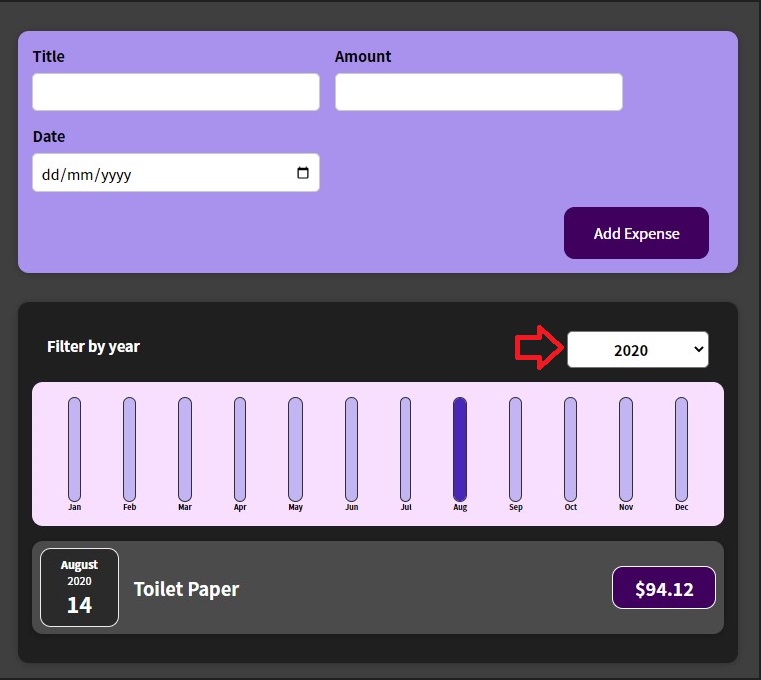 Title Amount
Date
dd/mm/yyyy
Add Expense
Filter by year 2020
Jan Feb Mar Apr May Jun Jul Aug Sep Oct Nov Dec
August
2020
14
Toilet Paper
$94.12